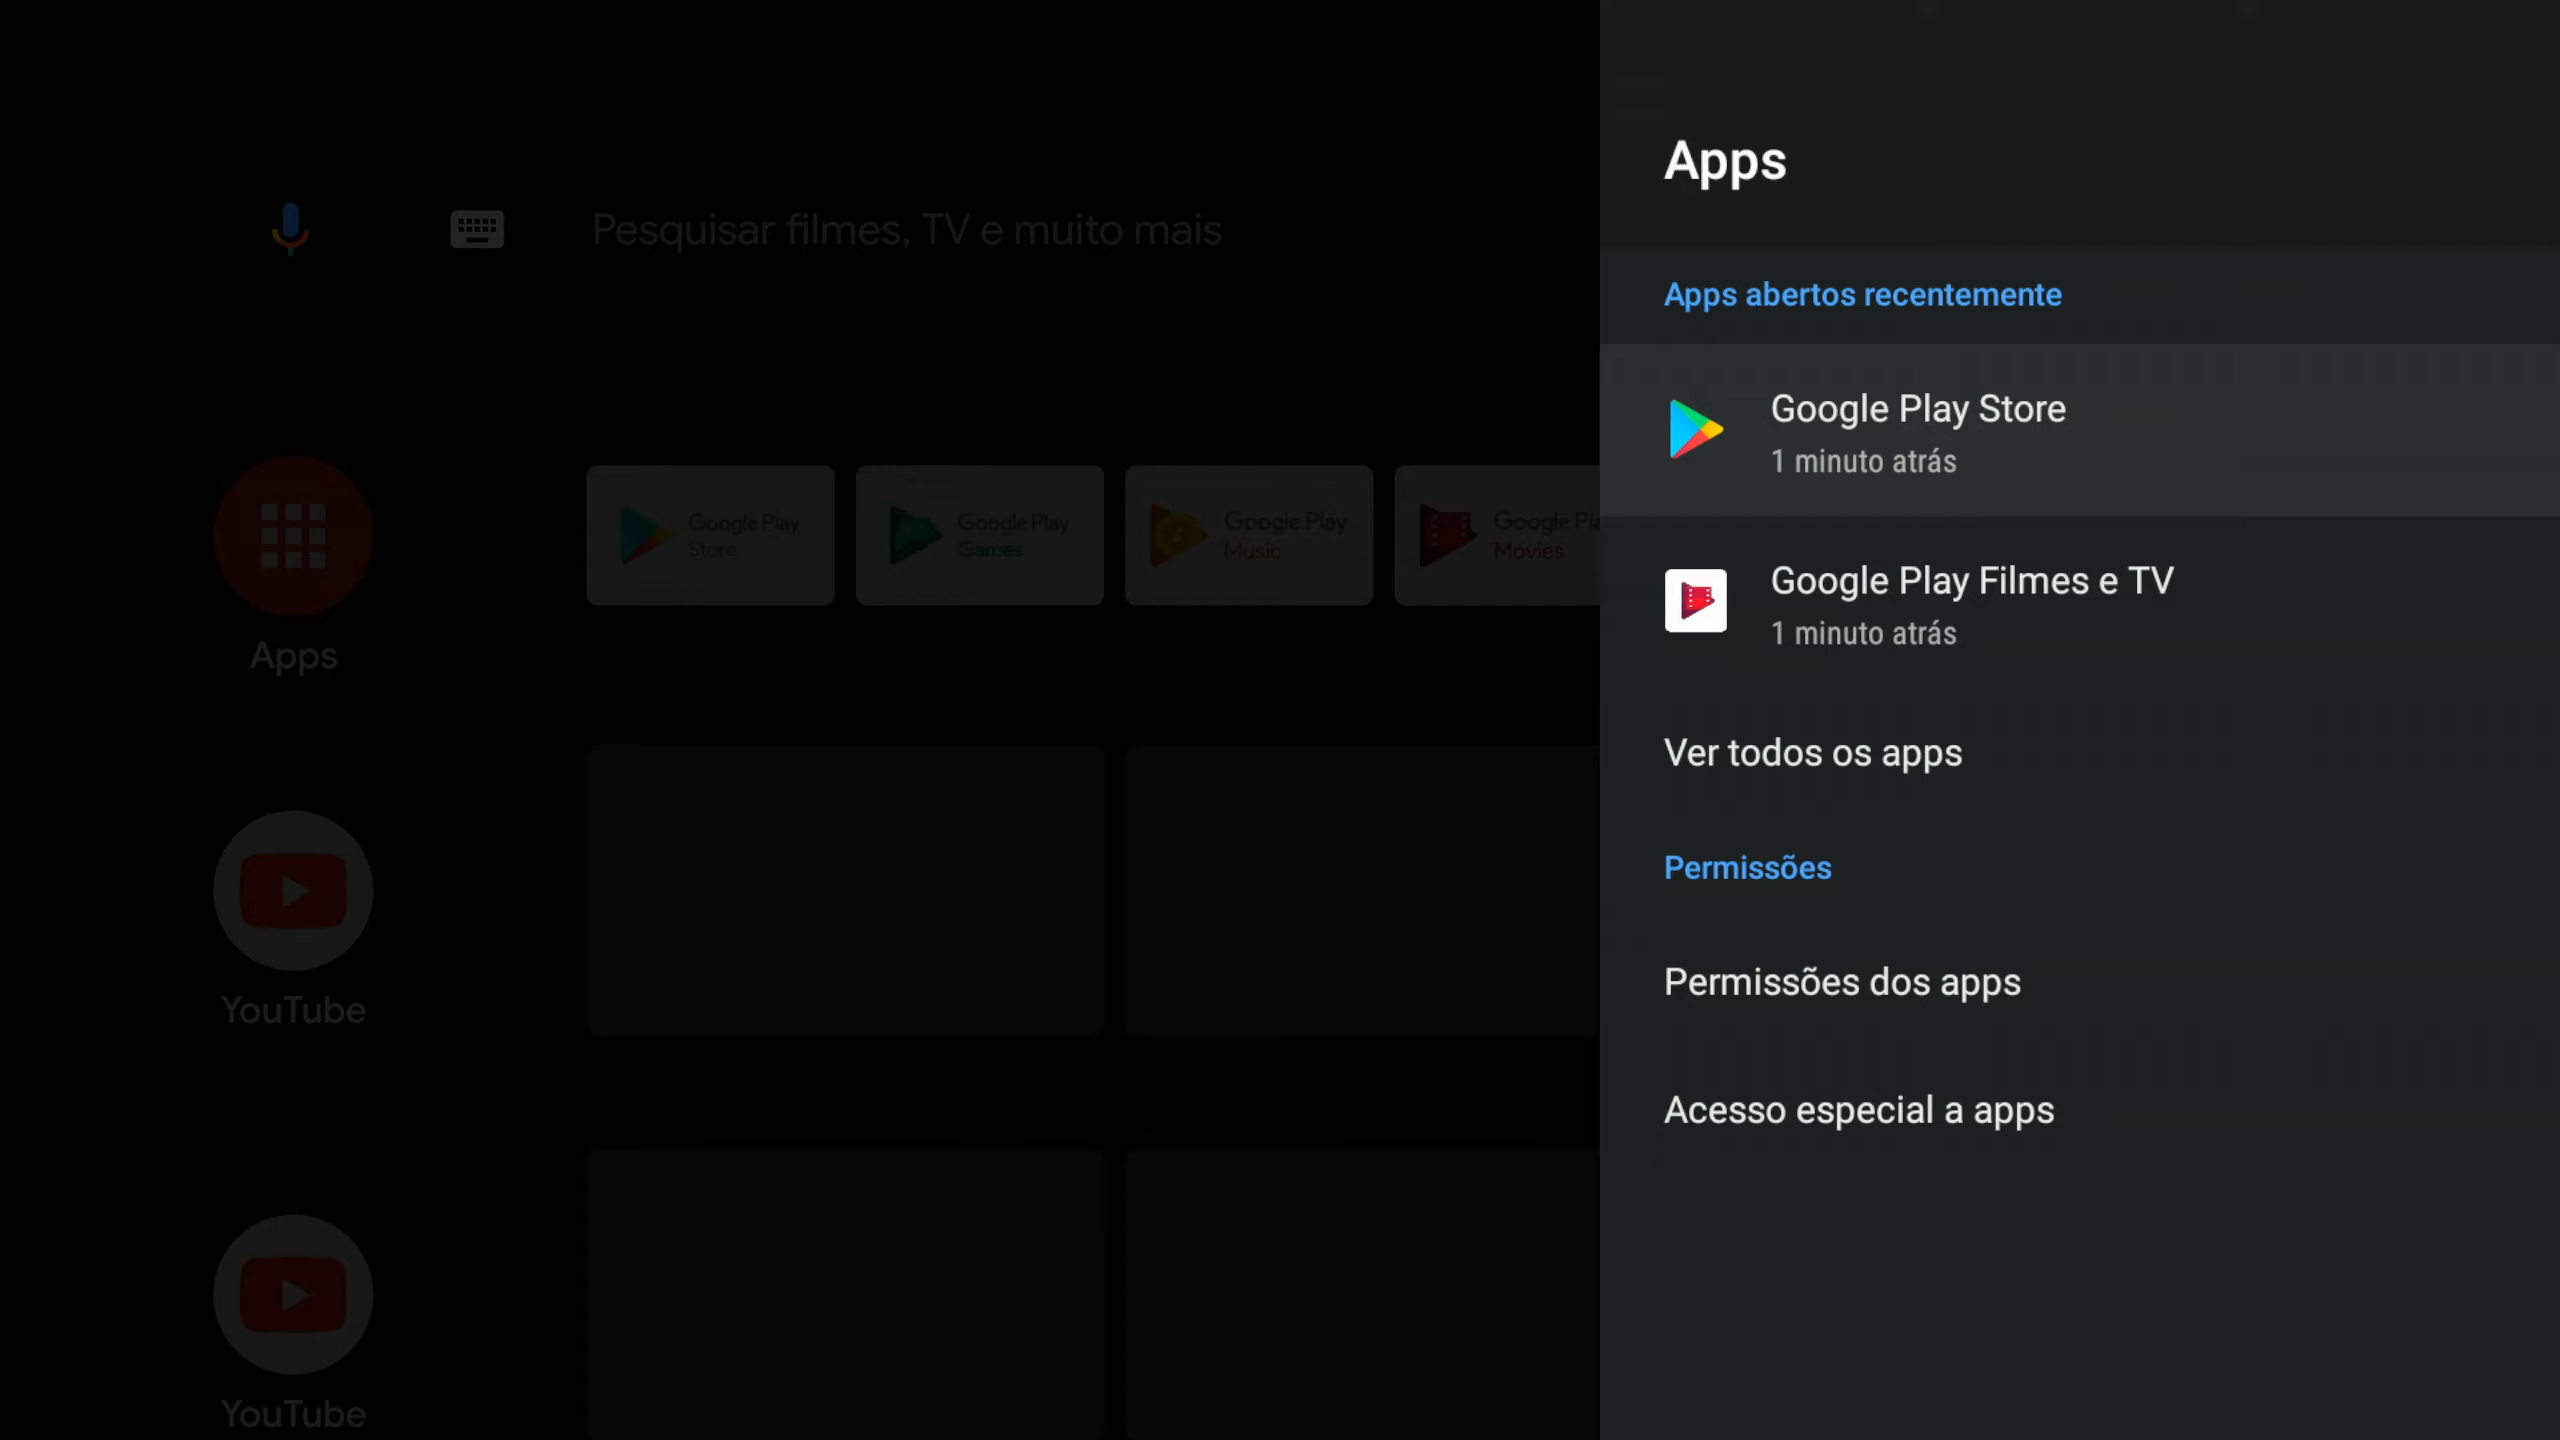 Pesquisar filmes, TV e muito mais
Apps
Google Play
Store
Google Play
Games
Google Play
Music
Google Pla
Movies
YouTube
YouTube
Apps
Apps abertos recentemente
Google Play Store
1 minuto atrás
Google Play Filmes e TV
1 minuto atrás
Ver todos os apps
Permissões
Permissões dos apps
Acesso especial a apps